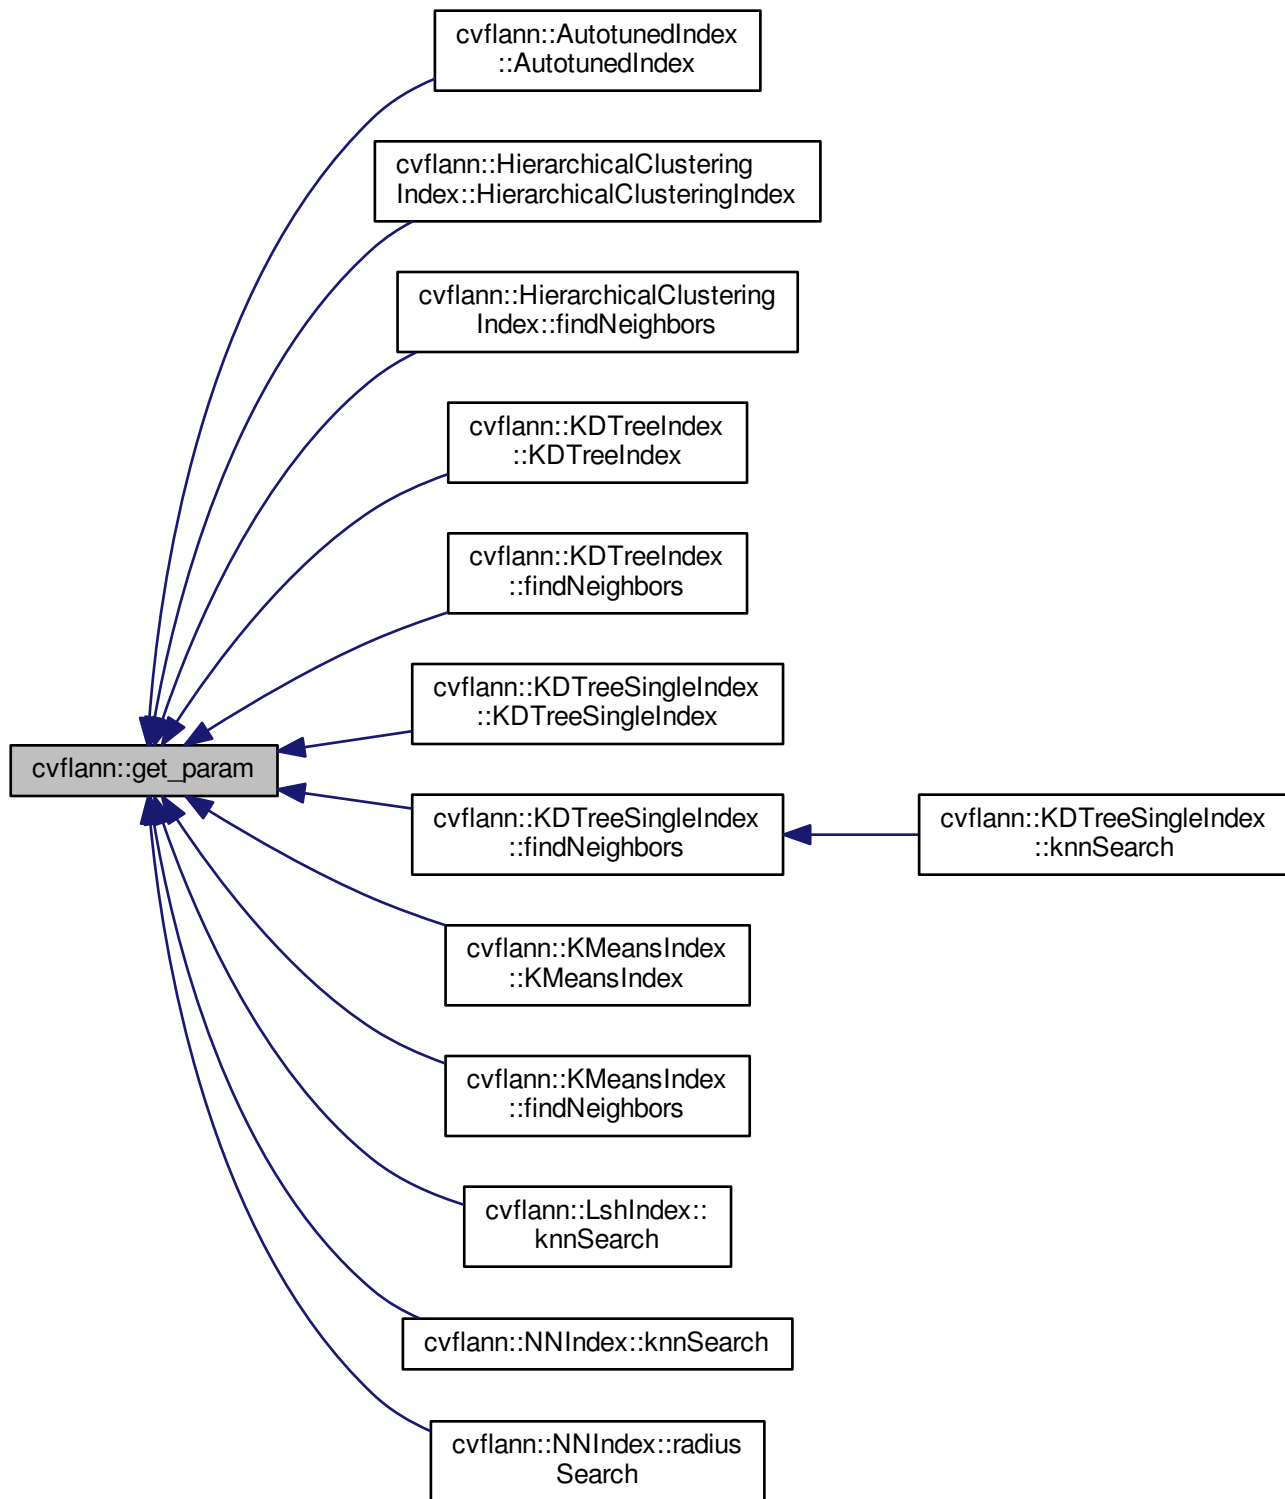 cvflann::AutotunedIndex
::AutotunedIndex
cvflann::HierarchicalClustering
Index::HierarchicalClusteringIndex
cvflann::HierarchicalClustering
Index::findNeighbors
cvflann::KDTreeIndex
::KDTreeIndex
cvflann::KDTreeIndex
::findNeighbors
cvflann::KDTreeSingleIndex
::KDTreeSingleIndex
cvflann::get_param
cvflann::KDTreeSingleIndex
::findNeighbors
cvflann::KDTreeSingleIndex
::knnSearch
cvflann::KMeansIndex
::KMeansIndex
cvflann::KMeansIndex
::findNeighbors
cvflann::LshIndex::
knnSearch
cvflann::NNIndex::knnSearch
cvflann::NNIndex::radius
Search